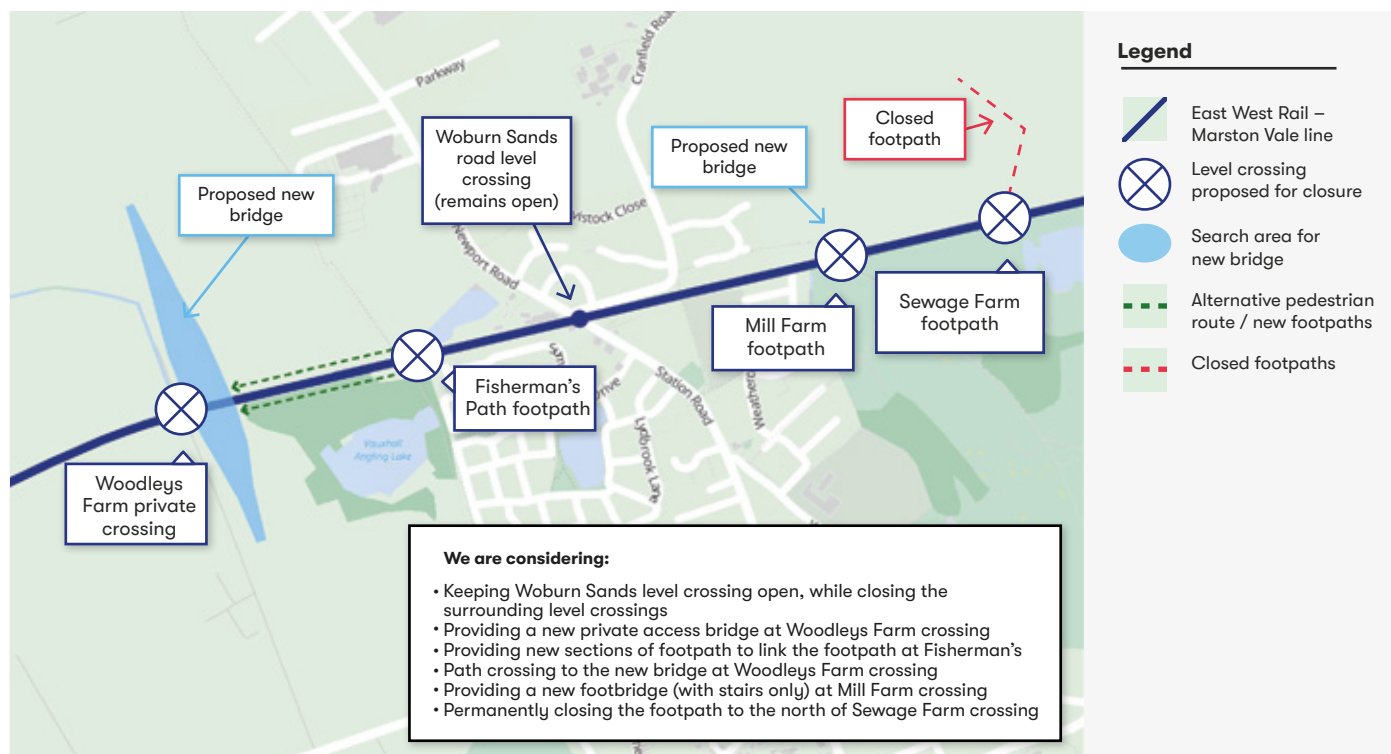 Parkway
Cranfield Road
Closed
footpath
Woburn Sands
road level
crossing
(remains open)
Proposed new
bridge
Proposed new
bridge
vistock Close
Newport Road
Sewage Farm
footpath
Mill Farm
footpath
Fisherman's
Path footpath
Drive
Station Road
Lydbrook Lane
Vauxhall
Angling Lake
Woodleys
Farm private
crossing
We are considering:
• Keeping Woburn Sands level crossing open, while closing the
surrounding level crossings
• Providing a new private access bridge at Woodleys Farm crossing
• Providing new sections of footpath to link the footpath at Fisherman's
• Path crossing to the new bridge at Woodleys Farm crossing
• Providing a new footbridge (with stairs only) at Mill Farm crossing
• Permanently closing the footpath to the north of Sewage Farm crossing
Legend
East West Rail –
Marston Vale line
Level crossing
proposed for closure
Search area for
new bridge
Alternative pedestrian
route / new footpaths
Closed footpaths